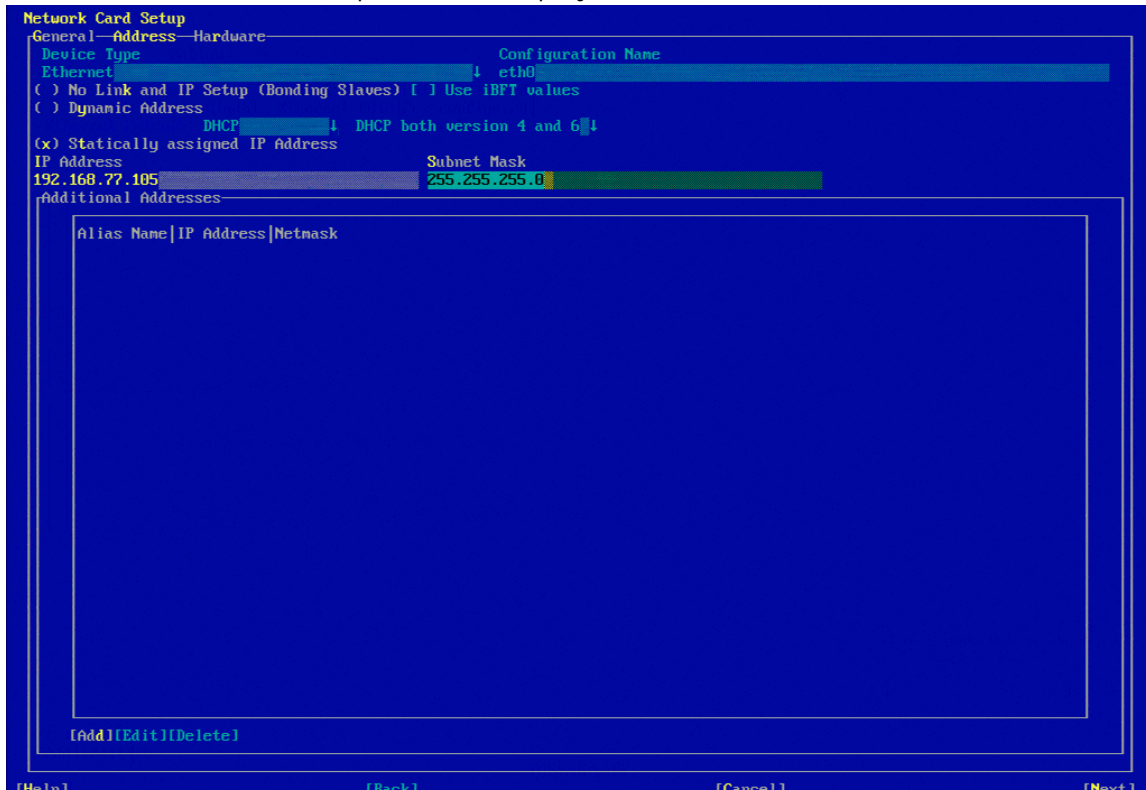 Network Card Setup
General Address Hardware
Device Type Configuration Name
Ethernet ↓ eth0
( ) No Link and IP Setup (Bonding Slaves) [ ] Use iBFT values
( ) Dynamic Address
DHCP ↓ DHCP both version 4 and 6 ↓
(x) Statically assigned IP Address
IP Address Subnet Mask
192.168.77.105 255.255.255.0
Additional Addresses
Alias Name|IP Address|Netmask
[Add][Edit][Delete]
[Help] [Back] [Cancel] [Next]